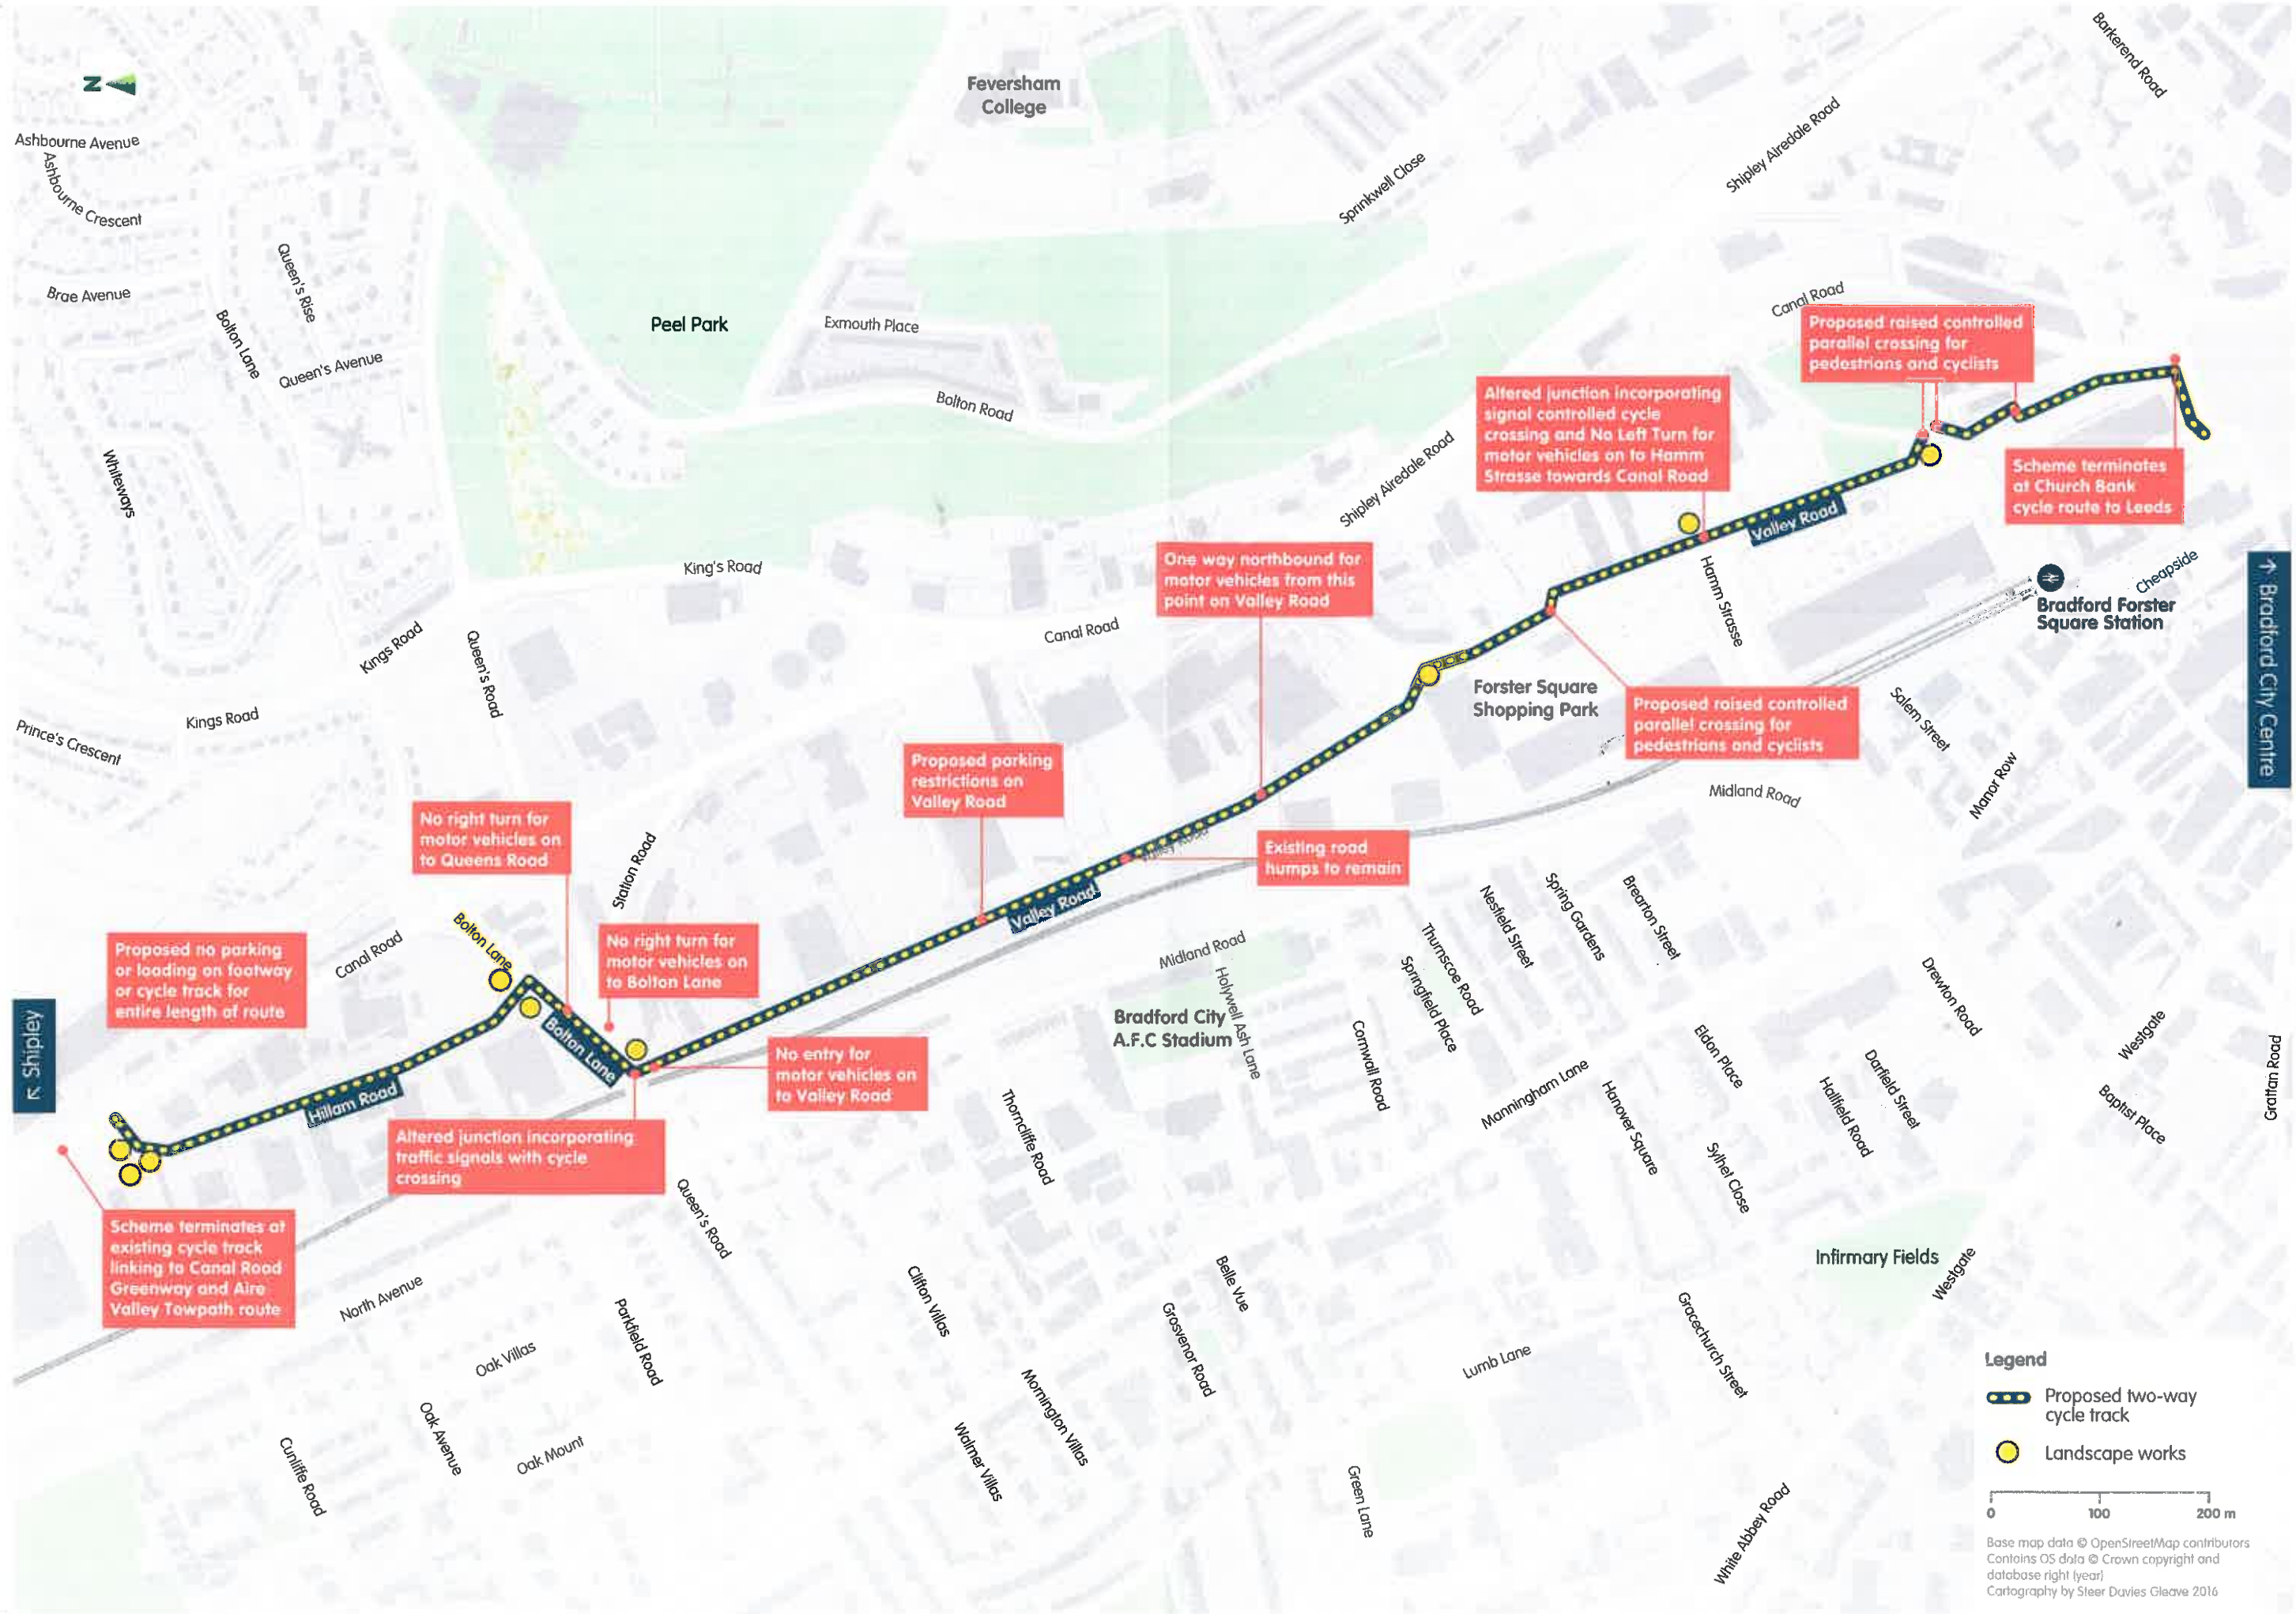 N
Ashbourne Avenue
Ashbourne Crescent
Brae Avenue
Queen's Rise
Bolton Lane
Queen's Avenue
Whiteways
Kings Road
Kings Road
Prince's Crescent
Queen's Road
Peel Park
Feversham
College
Exmouth Place
Bolton Road
King's Road
Canal Road
Sprinkwell Close
Shipley Airedale Road
Shipley Airedale Road
Barkerend Road
Canal Road
Proposed raised controlled
parallel crossing for
pedestrians and cyclists
Altered junction incorporating
signal controlled cycle
crossing and No Left Turn for
motor vehicles on to Hamm
Strasse towards Canal Road
Scheme terminates
at Church Bank
cycle route to Leeds
Valley Road
Hamm Strasse
Cheapside
Bradford Forster
Square Station
↑ Bradford City Centre
One way northbound for
motor vehicles from this
point on Valley Road
Forster Square
Shopping Park
Proposed raised controlled
parallel crossing for
pedestrians and cyclists
Salem Street
Manor Row
Midland Road
Proposed parking
restrictions on
Valley Road
No right turn for
motor vehicles on
to Queens Road
Station Road
Existing road
humps to remain
Valley Road
Valley Road
Proposed no parking
or loading on footway
or cycle track for
entire length of route
Canal Road
Bolton Lane
No right turn for
motor vehicles on
to Bolton Lane
Bolton Lane
Hillam Road
↖ Shipley
No entry for
motor vehicles on
to Valley Road
Altered junction incorporating
traffic signals with cycle
crossing
Scheme terminates at
existing cycle track
linking to Canal Road
Greenway and Aire
Valley Towpath route
Midland Road
Bradford City
A.F.C Stadium
Holywell Ash Lane
Thorncliffe Road
Cornwall Road
Springfield Place
Thurnscoe Road
Nesfield Street
Spring Gardens
Brearton Street
Manningham Lane
Eldon Place
Hanover Square
Sylhet Close
Hallfield Road
Darfield Street
Drewton Road
Westgate
Baptist Place
Grattan Road
Queen's Road
North Avenue
Oak Villas
Parkfield Road
Oak Avenue
Oak Mount
Cunliffe Road
Clifton Villas
Walmer Villas
Mornington Villas
Belle Vue
Grosvenor Road
Green Lane
Lumb Lane
Gracechurch Street
Infirmary Fields
Westgate
White Abbey Road
Legend
Proposed two-way
cycle track
Landscape works
0 100 200 m
Base map data © OpenStreetMap contributors
Contains OS data © Crown copyright and
database right (year)
Cartography by Steer Davies Gleave 2016